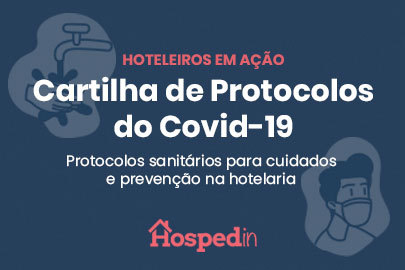 HOTELEIROS EM AÇÃO
Cartilha de Protocolos
do Covid-19
Protocolos sanitários para cuidados
e prevenção na hotelaria
Hospedin